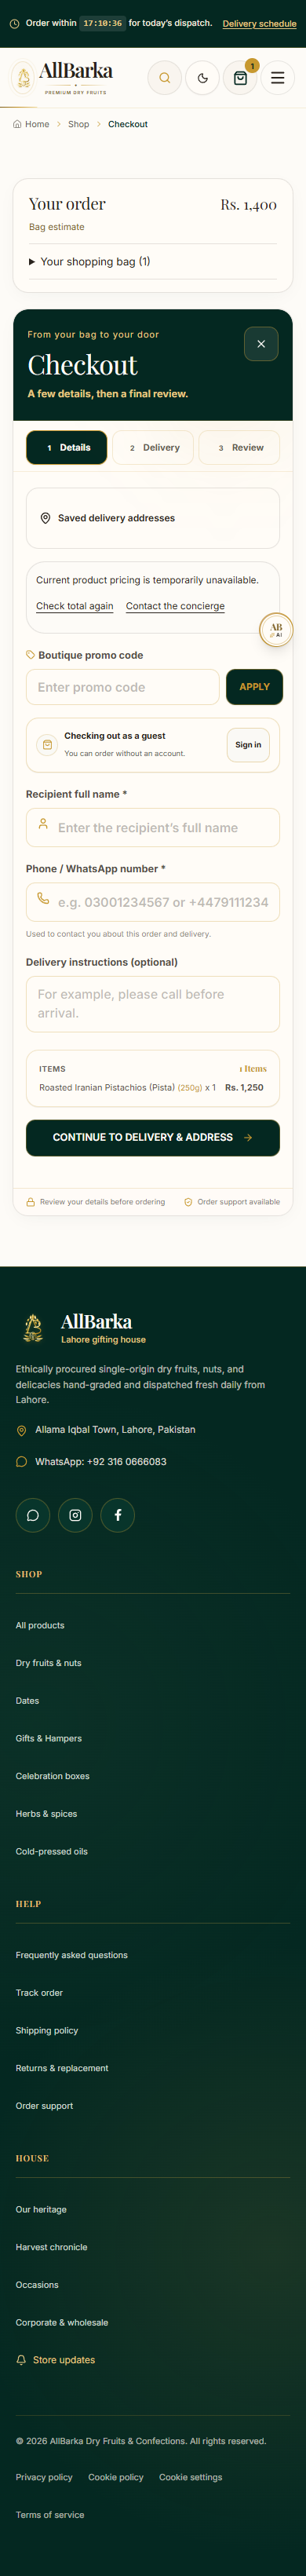 Order within 17:10:36 for today's dispatch. Delivery schedule
AllBarka
PREMIUM DRY FRUITS
1
Home > Shop > Checkout
Your order Rs. 1,400
Bag estimate
Your shopping bag (1)
From your bag to your door
Checkout
A few details, then a final review.
1 Details 2 Delivery 3 Review
Saved delivery addresses
Current product pricing is temporarily unavailable.
Check total again Contact the concierge
AB
AI
Boutique promo code
Enter promo code APPLY
Checking out as a guest
You can order without an account.
Sign in
Recipient full name *
Enter the recipient's full name
Phone / WhatsApp number *
e.g. 03001234567 or +4479111234
Used to contact you about this order and delivery.
Delivery instructions (optional)
For example, please call before
arrival.
ITEMS 1 Items
Roasted Iranian Pistachios (Pista) (250g) x 1 Rs. 1,250
CONTINUE TO DELIVERY & ADDRESS →
Review your details before ordering Order support available
AllBarka
Lahore gifting house
Ethically procured single-origin dry fruits, nuts, and
delicacies hand-graded and dispatched fresh daily from
Lahore.
Allama Iqbal Town, Lahore, Pakistan
WhatsApp: +92 316 0666083
SHOP
All products
Dry fruits & nuts
Dates
Gifts & Hampers
Celebration boxes
Herbs & spices
Cold-pressed oils
HELP
Frequently asked questions
Track order
Shipping policy
Returns & replacement
Order support
HOUSE
Our heritage
Harvest chronicle
Occasions
Corporate & wholesale
Store updates
© 2026 AllBarka Dry Fruits & Confections. All rights reserved.
Privacy policy Cookie policy Cookie settings
Terms of service